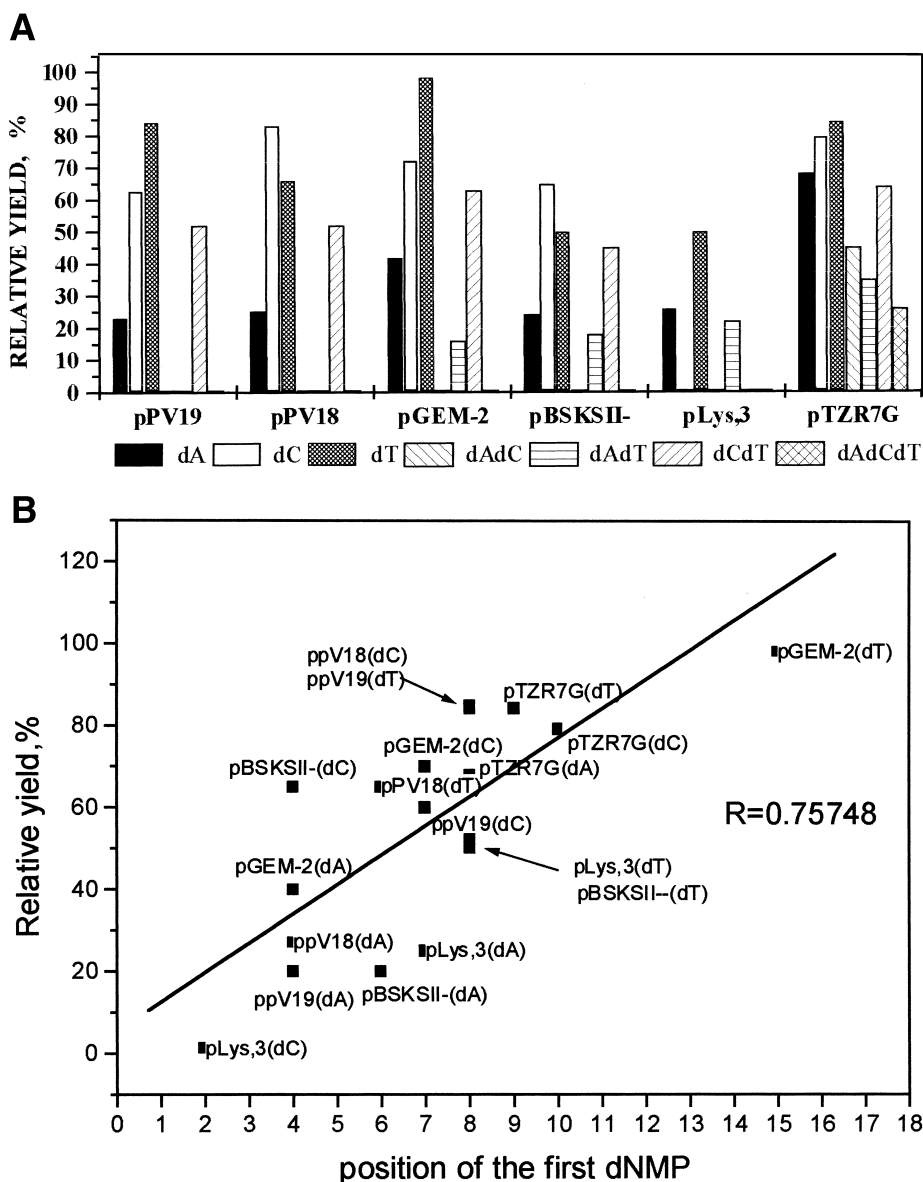 A
RELATIVE YIELD, %
100
90
80
70
60
50
40
30
20
10
0
pPV19 pPV18 pGEM-2 pBSKSII- pLys,3 pTZR7G
dA dC dT dAdC dAdT dCdT dAdCdT
B
Relative yield,%
120
100
80
60
40
20
0
ppV18(dC)
ppV19(dT)
pGEM-2(dT)
pTZR7G(dT)
pTZR7G(dC)
pGEM-2(dC)
pTZR7G(dA)
pBSKSII-(dC)
pPV18(dT)
R=0.75748
ppV19(dC)
pLys,3(dT)
pBSKSII--(dT)
pGEM-2(dA)
ppV18(dA)
pLys,3(dA)
ppV19(dA)
pBSKSII-(dA)
pLys,3(dC)
0 1 2 3 4 5 6 7 8 9 10 11 12 13 14 15 16 17 18
position of the first dNMP